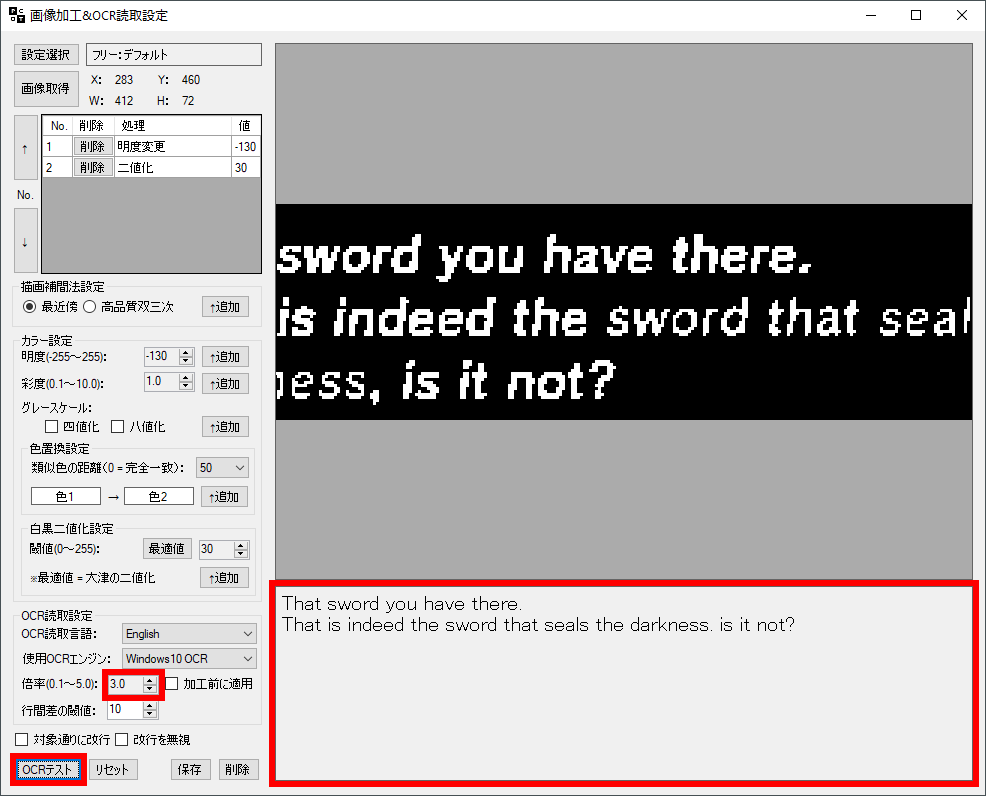 画像加工&OCR読取設定
設定選択 フリー:デフォルト
画像取得 X: 283 Y: 460
W: 412 H: 72
No. 削除 処理 値
1 削除 明度変更 -130
2 削除 二値化 30
↑
No.
↓
描画補間法設定
最近傍 高品質双三次 ↑追加
カラー設定
明度(-255～255): -130 ↑追加
彩度(0.1～10.0): 1.0 ↑追加
グレースケール:
四値化 八値化 ↑追加
色置換設定
類似色の距離(0 = 完全一致): 50
色1 → 色2 ↑追加
白黒二値化設定
閾値(0～255): 最適値 30
※最適値 = 大津の二値化 ↑追加
OCR読取設定
OCR読取言語: English
使用OCRエンジン: Windows10 OCR
倍率(0.1～5.0): 3.0 加工前に適用
行間差の閾値: 10
対象通りに改行 改行を無視
OCRテスト リセット 保存 削除
sword you have there.
is indeed the sword that seal
ness, is it not?
That sword you have there.
That is indeed the sword that seals the darkness. is it not?